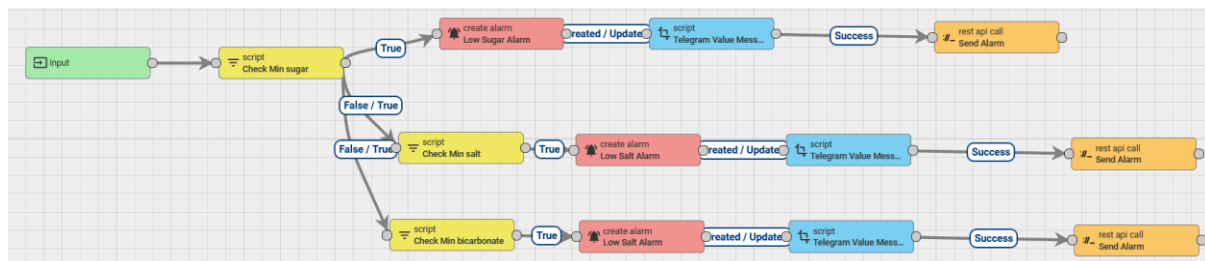 create alarm
Low Sugar Alarm
script
Telegram Value Mess...
rest api call
Send Alarm
True
reated / Update
Success
Input
script
Check Min sugar
False / True
script
Check Min salt
False / True
True
create alarm
Low Salt Alarm
reated / Update
script
Telegram Value Mess...
Success
rest api call
Send Alarm
script
Check Min bicarbonate
True
create alarm
Low Salt Alarm
reated / Update
script
Telegram Value Mess...
Success
rest api call
Send Alarm